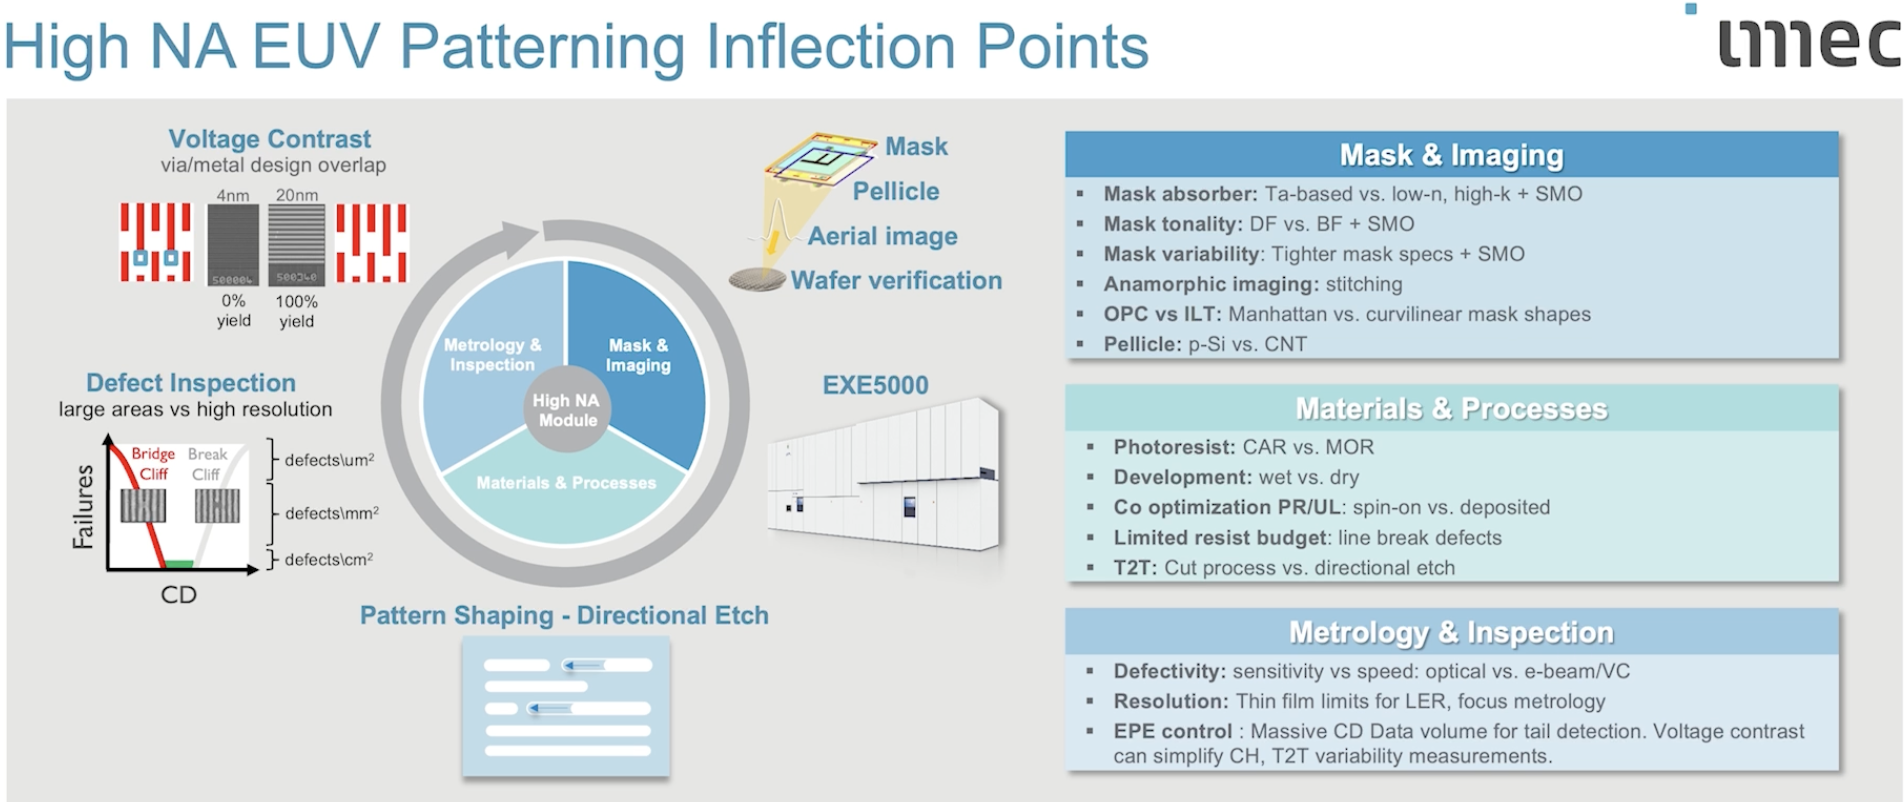 High NA EUV Patterning Inflection Points
imec
Voltage Contrast
via/metal design overlap
4nm
20nm
500004
500340
0%
yield
100%
yield
Defect Inspection
large areas vs high resolution
Failures
Bridge
Cliff
Break
Cliff
defects\um²
defects\mm²
defects\cm²
CD
Metrology &
Inspection
Mask &
Imaging
High NA
Module
Materials & Processes
Mask
Pellicle
Aerial image
Wafer verification
EXE5000
Pattern Shaping - Directional Etch
Mask & Imaging
▪ Mask absorber: Ta-based vs. low-n, high-k + SMO
▪ Mask tonality: DF vs. BF + SMO
▪ Mask variability: Tighter mask specs + SMO
▪ Anamorphic imaging: stitching
▪ OPC vs ILT: Manhattan vs. curvilinear mask shapes
▪ Pellicle: p-Si vs. CNT
Materials & Processes
▪ Photoresist: CAR vs. MOR
▪ Development: wet vs. dry
▪ Co optimization PR/UL: spin-on vs. deposited
▪ Limited resist budget: line break defects
▪ T2T: Cut process vs. directional etch
Metrology & Inspection
▪ Defectivity: sensitivity vs speed: optical vs. e-beam/VC
▪ Resolution: Thin film limits for LER, focus metrology
▪ EPE control : Massive CD Data volume for tail detection. Voltage contrast
can simplify CH, T2T variability measurements.